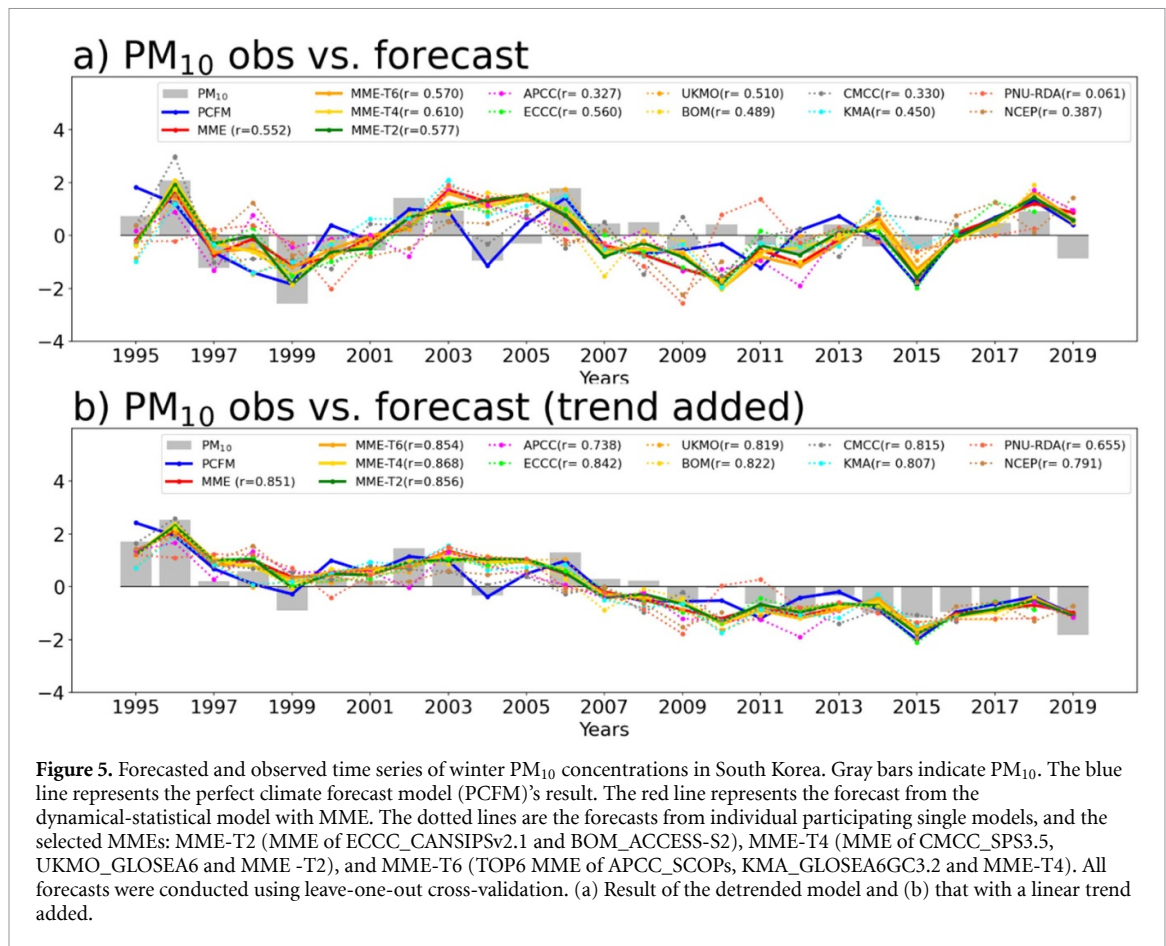 a) PM₁₀ obs vs. forecast
PM₁₀ MME-T6(r= 0.570) APCC(r= 0.327) UKMO(r= 0.510) CMCC(r= 0.330) PNU-RDA(r= 0.061)
PCFM MME-T4(r= 0.610) ECCC(r= 0.560) BOM(r= 0.489) KMA(r= 0.450) NCEP(r= 0.387)
MME (r=0.552) MME-T2(r=0.577)
4
2
0
−2
−4
1995 1997 1999 2001 2003 2005 2007 2009 2011 2013 2015 2017 2019
Years
b) PM₁₀ obs vs. forecast (trend added)
PM₁₀ MME-T6(r=0.854) APCC(r= 0.738) UKMO(r= 0.819) CMCC(r= 0.815) PNU-RDA(r= 0.655)
PCFM MME-T4(r=0.868) ECCC(r= 0.842) BOM(r= 0.822) KMA(r= 0.807) NCEP(r= 0.791)
MME (r=0.851) MME-T2(r=0.856)
4
2
0
−2
−4
1995 1997 1999 2001 2003 2005 2007 2009 2011 2013 2015 2017 2019
Years
Figure 5. Forecasted and observed time series of winter PM₁₀ concentrations in South Korea. Gray bars indicate PM₁₀. The blue
line represents the perfect climate forecast model (PCFM)'s result. The red line represents the forecast from the
dynamical-statistical model with MME. The dotted lines are the forecasts from individual participating single models, and the
selected MMEs: MME-T2 (MME of ECCC_CANSIPSv2.1 and BOM_ACCESS-S2), MME-T4 (MME of CMCC_SPS3.5,
UKMO_GLOSEA6 and MME -T2), and MME-T6 (TOP6 MME of APCC_SCOPs, KMA_GLOSEA6GC3.2 and MME-T4). All
forecasts were conducted using leave-one-out cross-validation. (a) Result of the detrended model and (b) that with a linear trend
added.